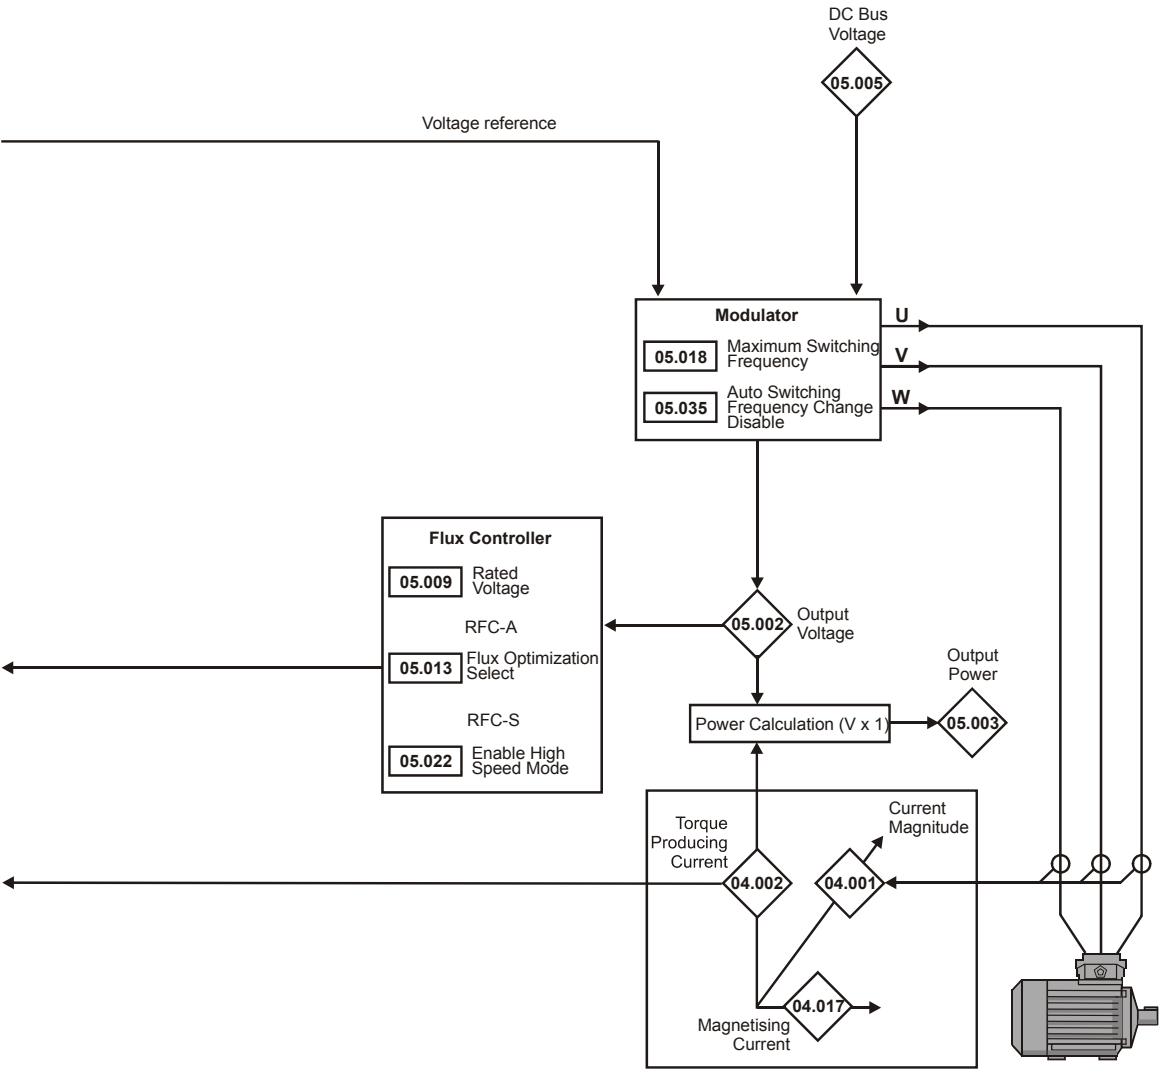 DC Bus
Voltage
05.005
Voltage reference
Modulator
05.018
Maximum Switching
Frequency
05.035
Auto Switching
Frequency Change
Disable
U
V
W
Flux Controller
05.009
Rated
Voltage
RFC-A
05.013
Flux Optimization
Select
RFC-S
05.022
Enable High
Speed Mode
05.002
Output
Voltage
Output
Power
Power Calculation (V x 1)
05.003
Torque
Producing
Current
04.002
Current
Magnitude
04.001
04.017
Magnetising
Current